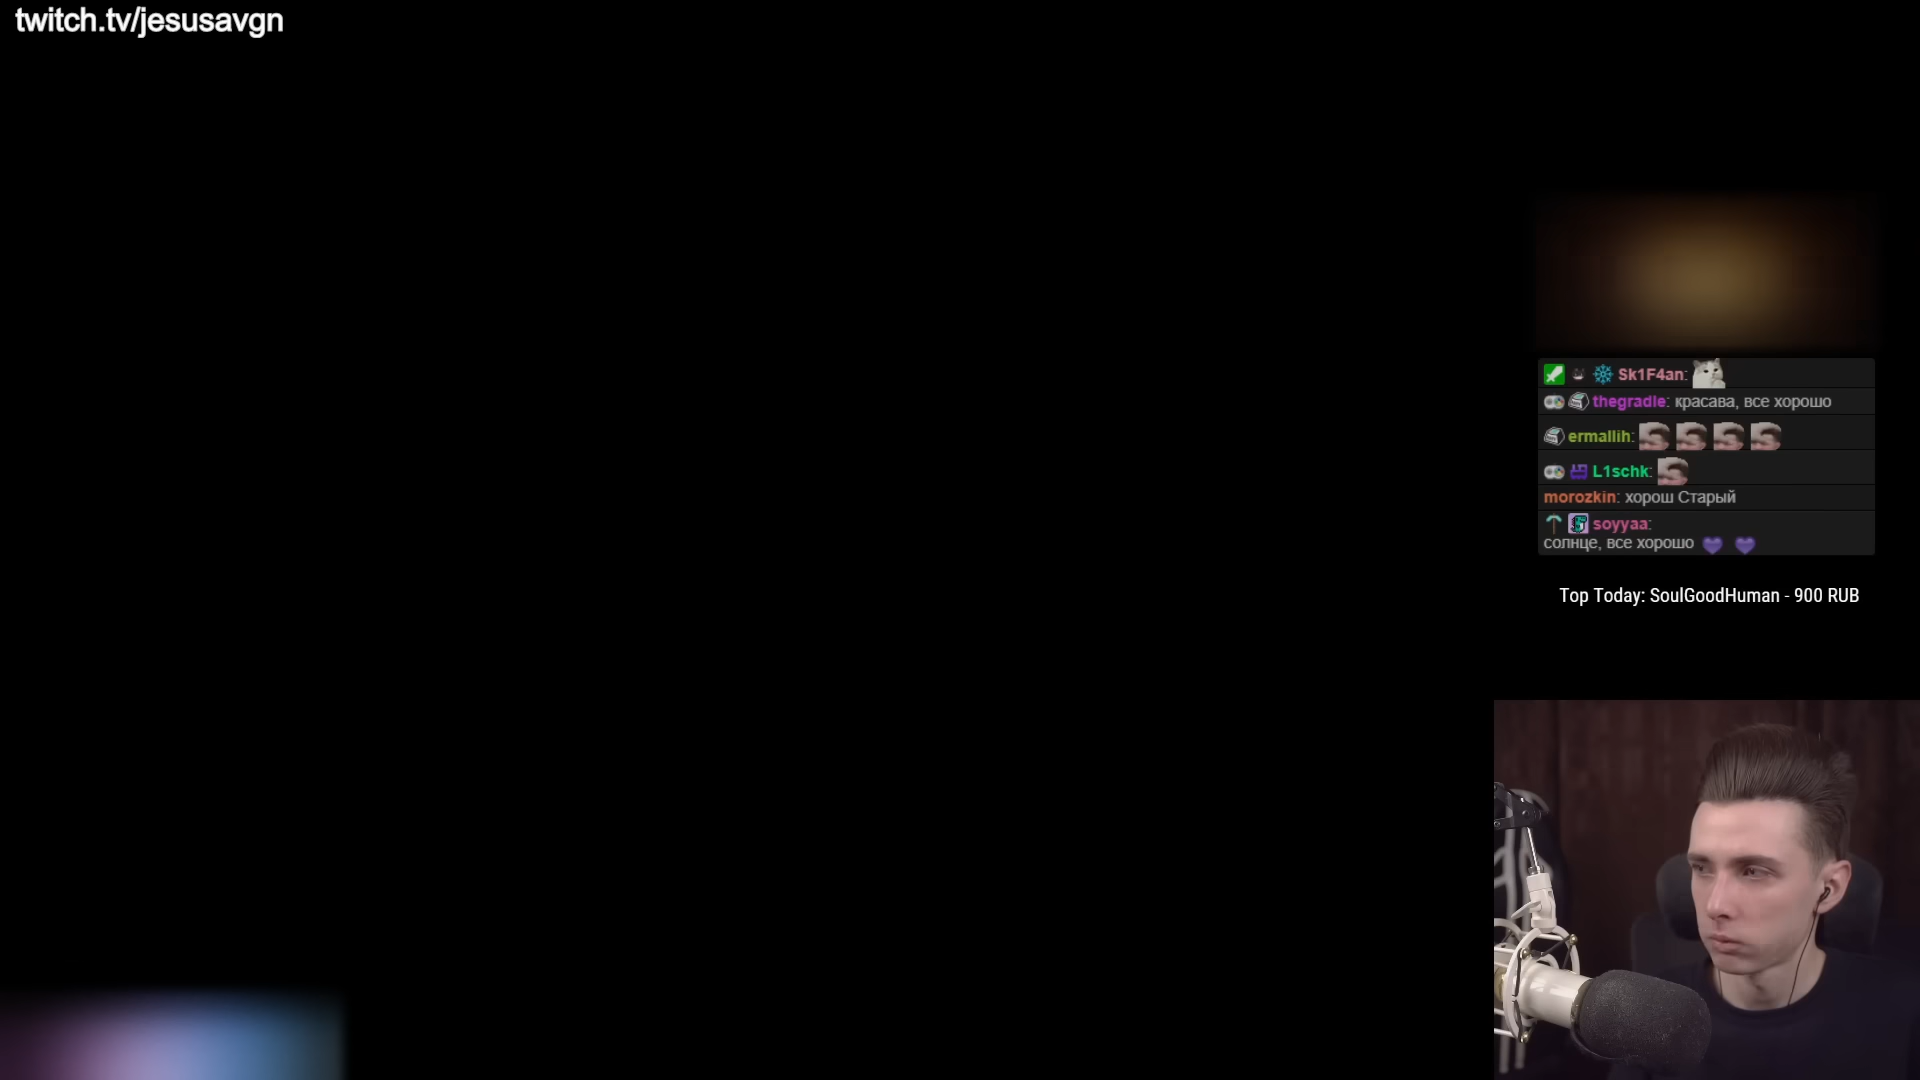 twitch.tv/jesusavgn
Sk1F4an:
thegradle: красава, все хорошо
ermallih:
L1schk:
morozkin: хорош Старый
soyyaa:
солнце, все хорошо
Top Today: SoulGoodHuman - 900 RUB